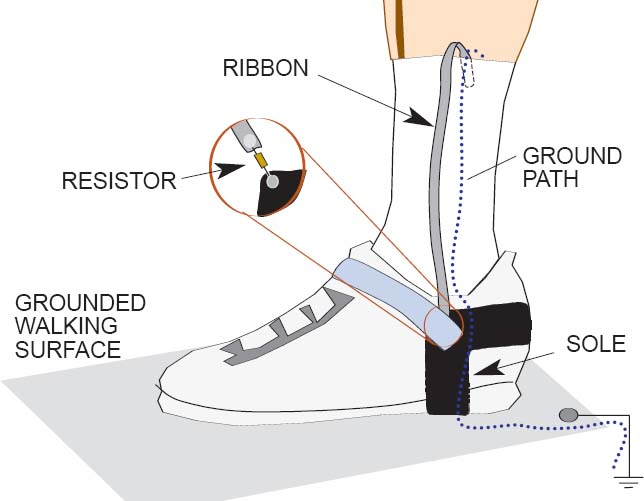 RIBBON
RESISTOR
GROUND
PATH
GROUNDED
WALKING
SURFACE
SOLE